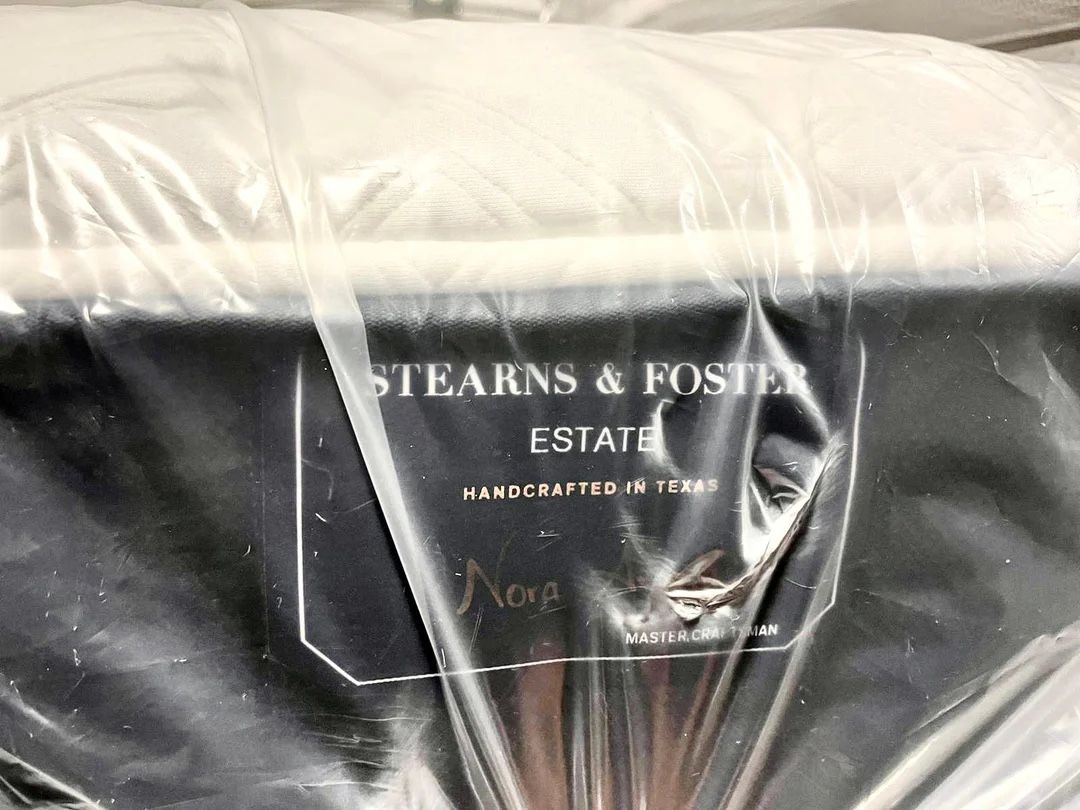 STEARNS & FOSTER
ESTATE
HANDCRAFTED IN TEXAS
Nora
MASTER CRAFTSMAN